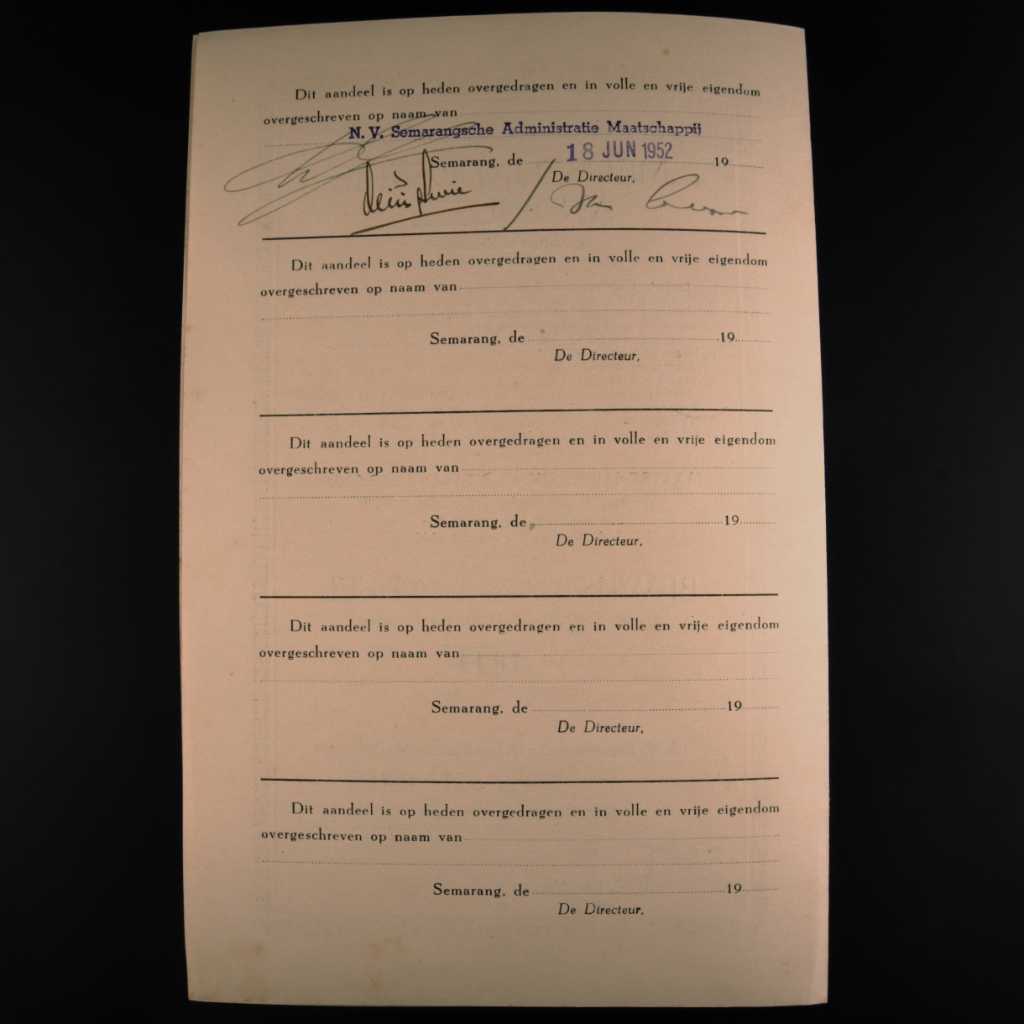 Dit aandeel is op heden overgedragen en in volle en vrije eigendom
overgeschreven op naam van
N. V. Semarangsche Administratie Maatschappij
Semarang, de 18 JUN 1952 19
De Directeur,
Dit aandeel is op heden overgedragen en in volle en vrije eigendom
overgeschreven op naam van
Semarang, de 19
De Directeur,
Dit aandeel is op heden overgedragen en in volle en vrije eigendom
overgeschreven op naam van
Semarang, de 19
De Directeur,
Dit aandeel is op heden overgedragen en in volle en vrije eigendom
overgeschreven op naam van
Semarang, de 19
De Directeur,
Dit aandeel is op heden overgedragen en in volle en vrije eigendom
overgeschreven op naam van
Semarang, de 19
De Directeur,